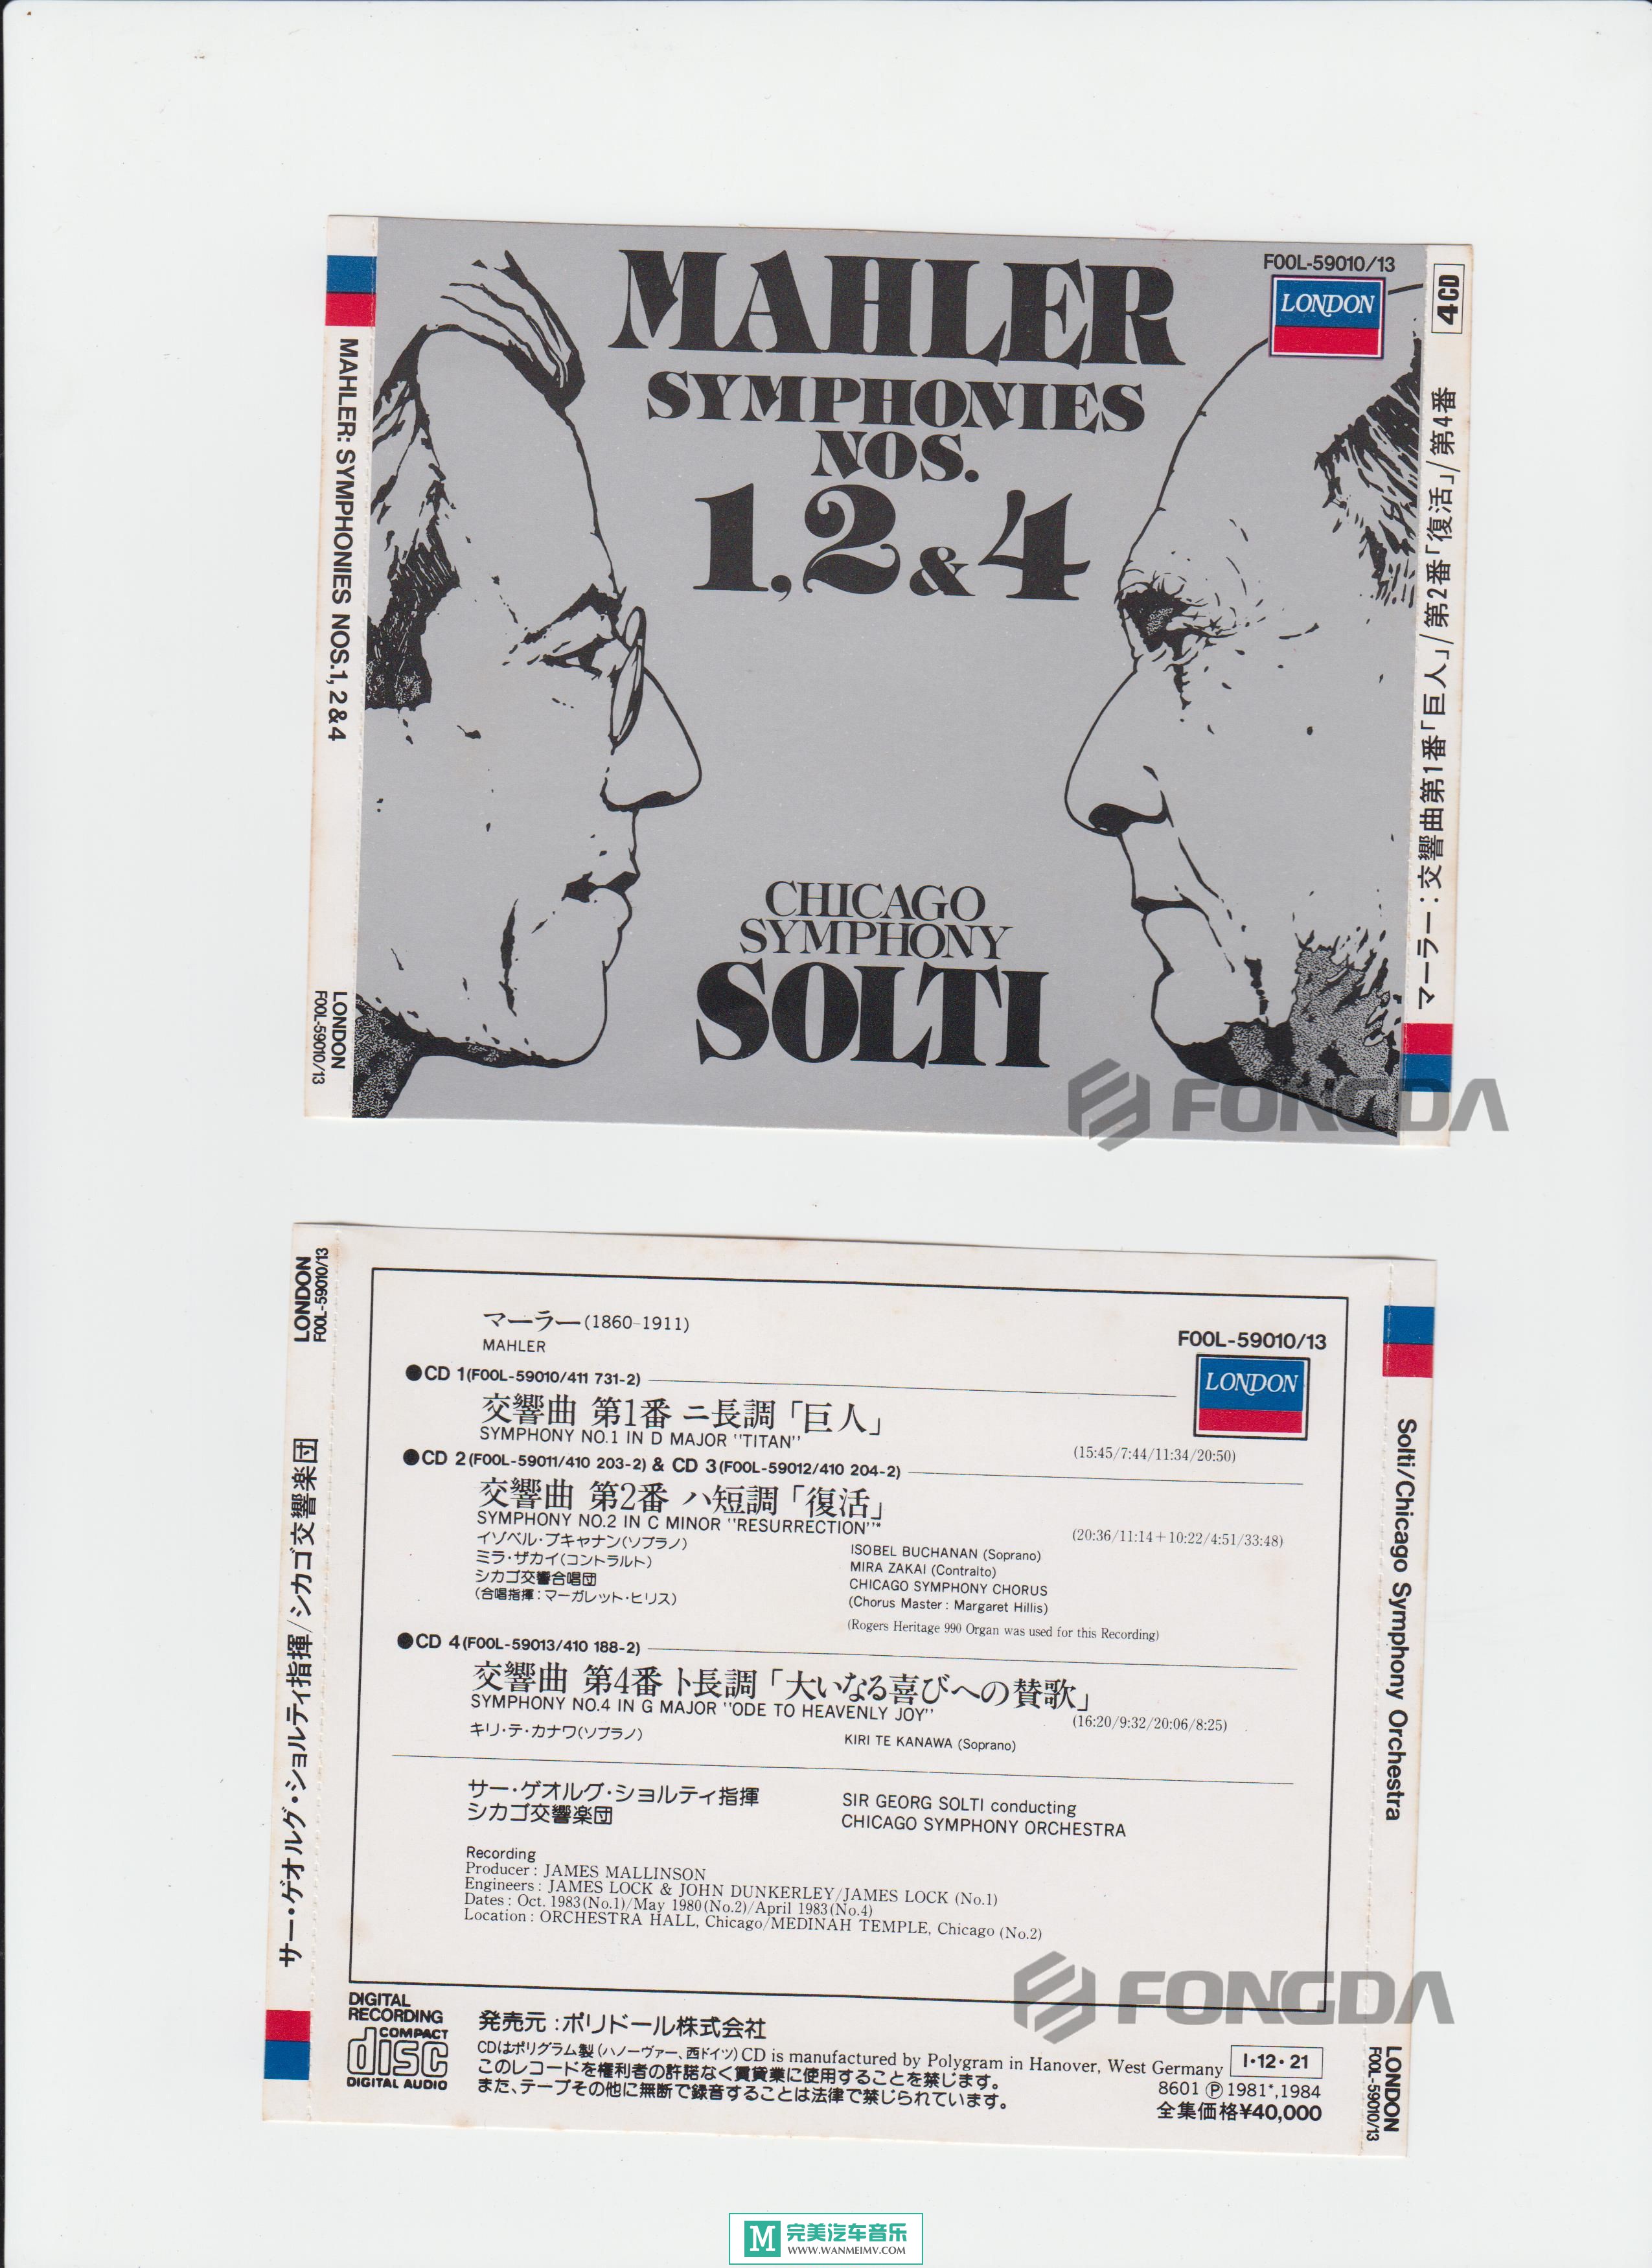 MAHLER: SYMPHONIES NOS.1, 2 & 4
LONDON
F00L-59010/13
MAHLER
SYMPHONIES
NOS.
1,2&4
CHICAGO
SYMPHONY
SOLTI
F00L-59010/13
LONDON
4CD
マーラー：交響曲第1番「巨人」/第2番「復活」/第4番
FONGDA
LONDON
F00L-59010/13
サー・ゲオルグ・ショルティ指揮/シカゴ交響楽団
マーラー(1860-1911)
MAHLER
F00L-59010/13
LONDON
●CD 1(F00L-59010/411 731-2)
交響曲 第1番 ニ長調「巨人」
SYMPHONY NO.1 IN D MAJOR "TITAN"
(15:45/7:44/11:34/20:50)
●CD 2(F00L-59011/410 203-2) & CD 3(F00L-59012/410 204-2)
交響曲 第2番 ハ短調「復活」
SYMPHONY NO.2 IN C MINOR "RESURRECTION"*
(20:36/11:14+10:22/4:51/33:48)
イソベル・ブキャナン(ソプラノ)
ISOBEL BUCHANAN (Soprano)
ミラ・ザカイ(コントラルト)
MIRA ZAKAI (Contralto)
シカゴ交響合唱団
CHICAGO SYMPHONY CHORUS
(合唱指揮：マーガレット・ヒリス)
(Chorus Master : Margaret Hillis)
(Rogers Heritage 990 Organ was used for this Recording)
●CD 4(F00L-59013/410 188-2)
交響曲 第4番 ト長調「大いなる喜びへの賛歌」
SYMPHONY NO.4 IN G MAJOR "ODE TO HEAVENLY JOY"
(16:20/9:32/20:06/8:25)
キリ・テ・カナワ(ソプラノ)
KIRI TE KANAWA (Soprano)
サー・ゲオルグ・ショルティ指揮
SIR GEORG SOLTI conducting
シカゴ交響楽団
CHICAGO SYMPHONY ORCHESTRA
Recording
Producer : JAMES MALLINSON
Engineers : JAMES LOCK & JOHN DUNKERLEY/JAMES LOCK (No.1)
Dates : Oct. 1983(No.1)/May 1980(No.2)/April 1983(No.4)
Location : ORCHESTRA HALL, Chicago/MEDINAH TEMPLE, Chicago (No.2)
FONGDA
DIGITAL
RECORDING
COMPACT
disc
DIGITAL AUDIO
発売元：ポリドール株式会社
CDはポリグラム製(ハノーヴァー、西ドイツ) CD is manufactured by Polygram in Hanover, West Germany
I・12・21
このレコードを権利者の許諾なく賃貸業に使用することを禁じます。
8601 Ⓟ 1981*,1984
また、テープその他に無断で録音することは法律で禁じられています。
全集価格¥40,000
Solti/Chicago Symphony Orchestra
LONDON
F00L-59010/13
M 完美汽车音乐
WWW.WANMEIMV.COM